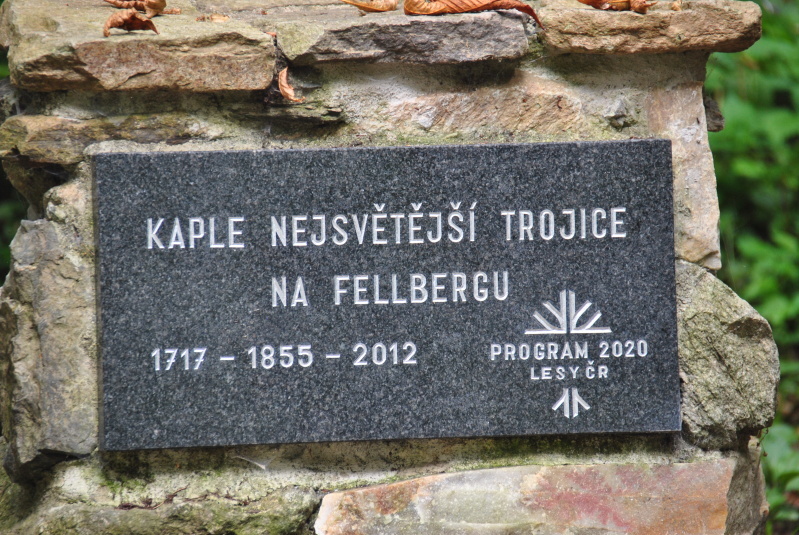 KAPLE NEJSVĚTĚJŠÍ TROJICE
NA FELLBERGU
1717 – 1855 – 2012
PROGRAM 2020
LESY ČR